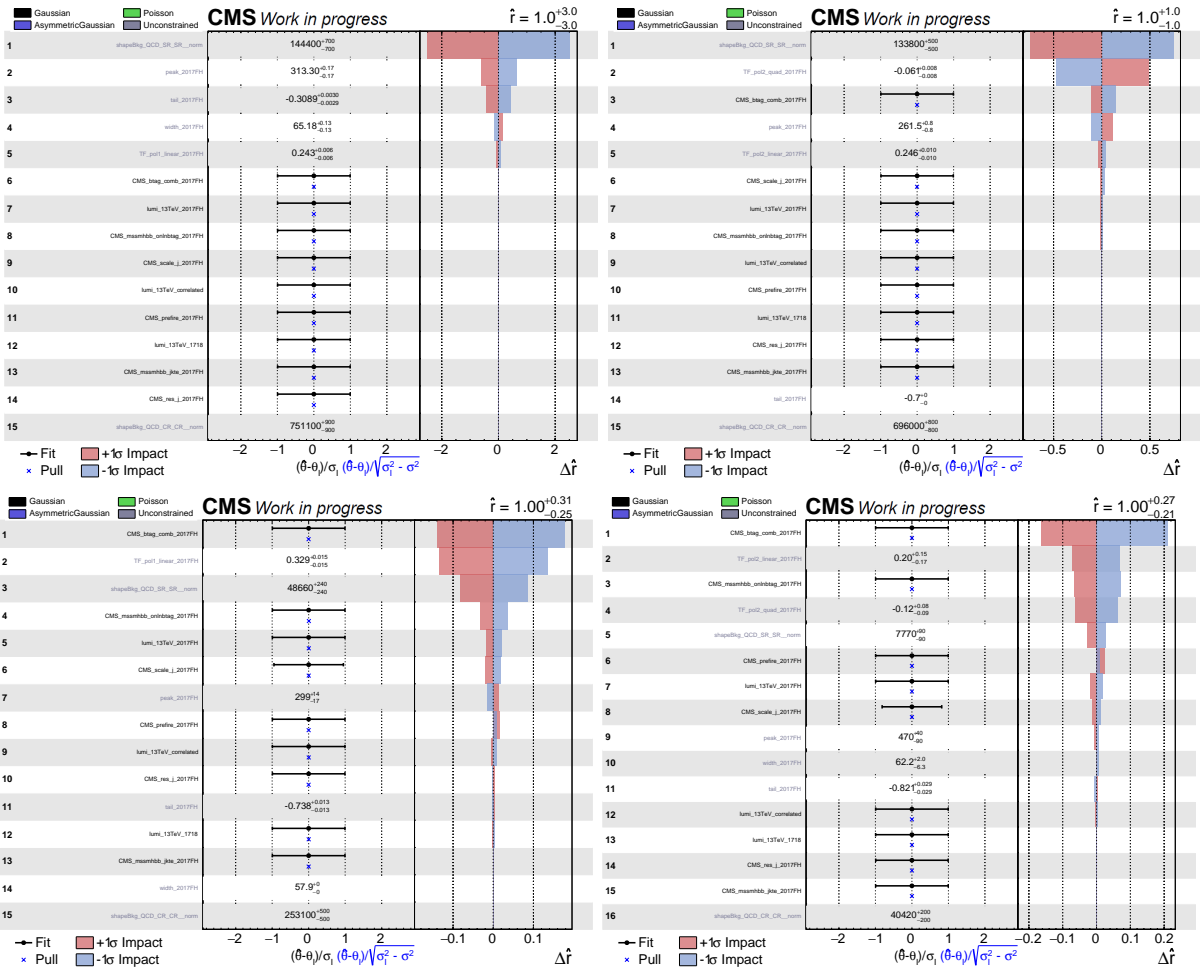 Gaussian
Poisson
AsymmetricGaussian
Unconstrained
CMS Work in progress
r̂ = 1.0 +3.0 −3.0
1 shapeBkg_QCD_SR_SR__norm 144400 +700 −700
2 peak_2017FH 313.30 +0.17 −0.17
3 tail_2017FH -0.3089 +0.0030 −0.0029
4 width_2017FH 65.18 +0.13 −0.13
5 TF_pol1_linear_2017FH 0.243 +0.006 −0.006
6 CMS_btag_comb_2017FH
7 lumi_13TeV_2017FH
8 CMS_mssmhbb_onlnbtag_2017FH
9 CMS_scale_j_2017FH
10 lumi_13TeV_correlated
11 CMS_prefire_2017FH
12 lumi_13TeV_1718
13 CMS_mssmhbb_jkte_2017FH
14 CMS_res_j_2017FH
15 shapeBkg_QCD_CR_CR__norm 751100 +900 −900
−2 −1 0 1 2 −4 −2 0 2
Fit +1σ Impact
Pull -1σ Impact
(θ̂-θI)/σI (θ̂-θI)/√σI² - σ²
Δr̂
Gaussian
Poisson
AsymmetricGaussian
Unconstrained
CMS Work in progress
r̂ = 1.0 +1.0 −1.0
1 shapeBkg_QCD_SR_SR__norm 133800 +500 −500
2 TF_pol2_quad_2017FH -0.061 +0.008 −0.008
3 CMS_btag_comb_2017FH
4 peak_2017FH 261.5 +0.8 −0.8
5 TF_pol2_linear_2017FH 0.246 +0.010 −0.010
6 CMS_scale_j_2017FH
7 lumi_13TeV_2017FH
8 CMS_mssmhbb_onlnbtag_2017FH
9 lumi_13TeV_correlated
10 CMS_prefire_2017FH
11 lumi_13TeV_1718
12 CMS_res_j_2017FH
13 CMS_mssmhbb_jkte_2017FH
14 tail_2017FH -0.7 +0 −0
15 shapeBkg_QCD_CR_CR__norm 696000 +800 −800
−2 −1 0 1 2 −0.5 0 0.5
Fit +1σ Impact
Pull -1σ Impact
(θ̂-θI)/σI (θ̂-θI)/√σI² - σ²
Δr̂
Gaussian
Poisson
AsymmetricGaussian
Unconstrained
CMS Work in progress
r̂ = 1.00 +0.31 −0.25
1 CMS_btag_comb_2017FH
2 TF_pol1_linear_2017FH 0.329 +0.015 −0.015
3 shapeBkg_QCD_SR_SR__norm 48660 +240 −240
4 CMS_mssmhbb_onlnbtag_2017FH
5 lumi_13TeV_2017FH
6 CMS_scale_j_2017FH
7 peak_2017FH 299 +14 −17
8 CMS_prefire_2017FH
9 lumi_13TeV_correlated
10 CMS_res_j_2017FH
11 tail_2017FH -0.738 +0.013 −0.013
12 lumi_13TeV_1718
13 CMS_mssmhbb_jkte_2017FH
14 width_2017FH 57.9 +0 −0
15 shapeBkg_QCD_CR_CR__norm 253100 +500 −500
−2 −1 0 1 2 −0.1 0 0.1
Fit +1σ Impact
Pull -1σ Impact
(θ̂-θI)/σI (θ̂-θI)/√σI² - σ²
Δr̂
Gaussian
Poisson
AsymmetricGaussian
Unconstrained
CMS Work in progress
r̂ = 1.00 +0.27 −0.21
1 CMS_btag_comb_2017FH
2 TF_pol2_linear_2017FH 0.20 +0.15 −0.17
3 CMS_mssmhbb_onlnbtag_2017FH
4 TF_pol2_quad_2017FH -0.12 +0.08 −0.09
5 shapeBkg_QCD_SR_SR__norm 7770 +90 −90
6 CMS_prefire_2017FH
7 lumi_13TeV_2017FH
8 CMS_scale_j_2017FH
9 peak_2017FH 470 +40 −90
10 width_2017FH 62.2 +2.0 −6.3
11 tail_2017FH -0.821 +0.029 −0.029
12 lumi_13TeV_correlated
13 lumi_13TeV_1718
14 CMS_res_j_2017FH
15 CMS_mssmhbb_jkte_2017FH
16 shapeBkg_QCD_CR_CR__norm 40420 +200 −200
−2 −1 0 1 2 −0.2 −0.1 0 0.1 0.2
Fit +1σ Impact
Pull -1σ Impact
(θ̂-θI)/σI (θ̂-θI)/√σI² - σ²
Δr̂